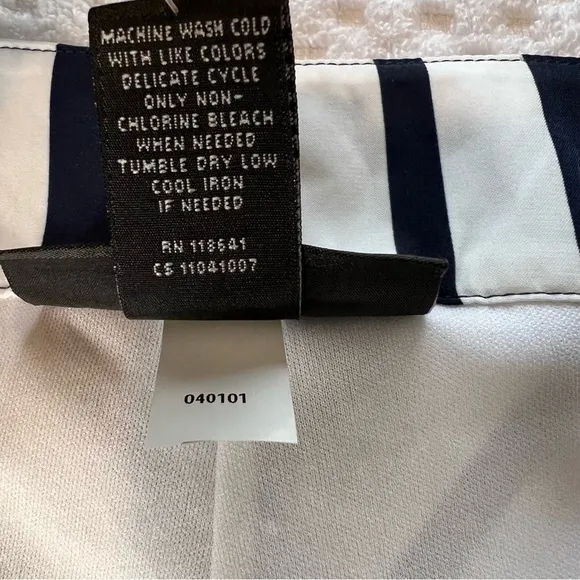 MACHINE WASH COLD
WITH LIKE COLORS
DELICATE CYCLE
ONLY NON-
CHLORINE BLEACH
WHEN NEEDED
TUMBLE DRY LOW
COOL IRON
IF NEEDED
RN 118641
CS 11041007
040101